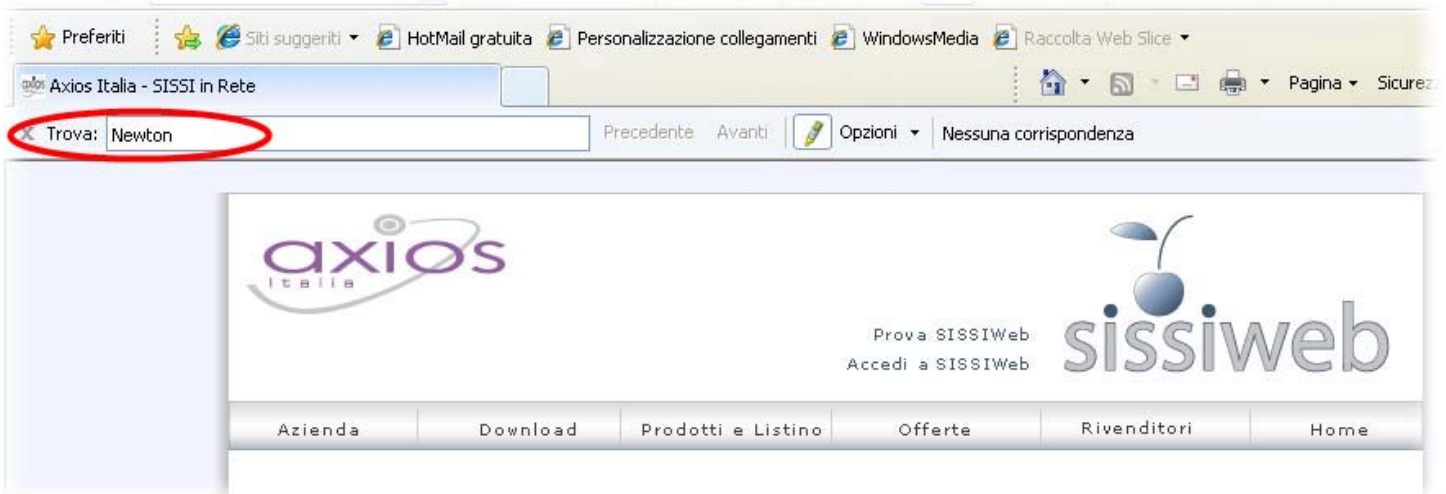 Preferiti Siti suggeriti HotMail gratuita Personalizzazione collegamenti WindowsMedia Raccolta Web Slice
Axios Italia - SISSI in Rete Pagina
X Trova: Newton Precedente Avanti Opzioni Nessuna corrispondenza
axios
Italia
Prova SISSIWeb
Accedi a SISSIWeb
sissiweb
Azienda Download Prodotti e Listino Offerte Rivenditori Home